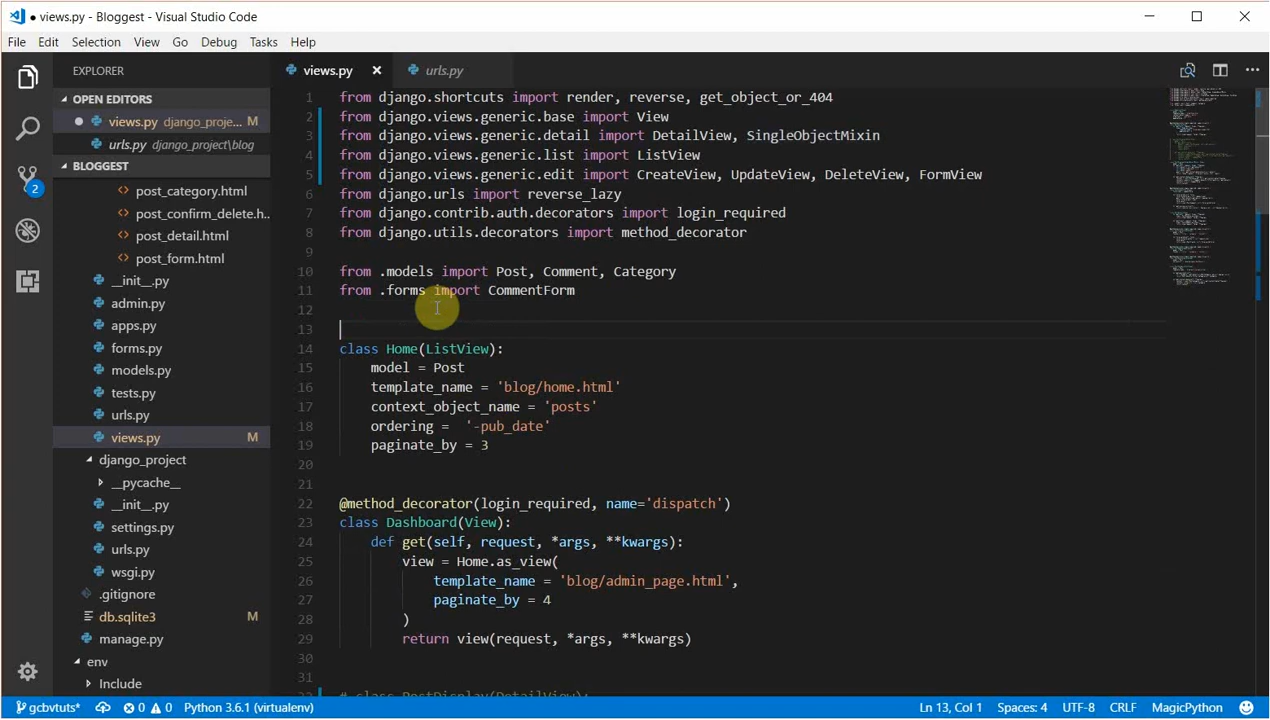 ● views.py - Bloggest - Visual Studio Code
File Edit Selection View Go Debug Tasks Help
EXPLORER
OPEN EDITORS
views.py django_proje... M
urls.py django_project\blog
BLOGGEST
post_category.html
post_confirm_delete.h...
post_detail.html
post_form.html
__init__.py
admin.py
apps.py
forms.py
models.py
tests.py
urls.py
views.py M
django_project
__pycache__
__init__.py
settings.py
urls.py
wsgi.py
.gitignore
db.sqlite3 M
manage.py
env
Include
2
views.py urls.py
1 from django.shortcuts import render, reverse, get_object_or_404
2 from django.views.generic.base import View
3 from django.views.generic.detail import DetailView, SingleObjectMixin
4 from django.views.generic.list import ListView
5 from django.views.generic.edit import CreateView, UpdateView, DeleteView, FormView
6 from django.urls import reverse_lazy
7 from django.contrib.auth.decorators import login_required
8 from django.utils.decorators import method_decorator
9
10 from .models import Post, Comment, Category
11 from .forms import CommentForm
12
13
14 class Home(ListView):
15 model = Post
16 template_name = 'blog/home.html'
17 context_object_name = 'posts'
18 ordering = '-pub_date'
19 paginate_by = 3
20
21
22 @method_decorator(login_required, name='dispatch')
23 class Dashboard(View):
24 def get(self, request, *args, **kwargs):
25 view = Home.as_view(
26 template_name = 'blog/admin_page.html',
27 paginate_by = 4
28 )
29 return view(request, *args, **kwargs)
30
31
# class PostDisplay(DetailView):
gcbvtuts* 0 0 Python 3.6.1 (virtualenv) Ln 13, Col 1 Spaces: 4 UTF-8 CRLF MagicPython